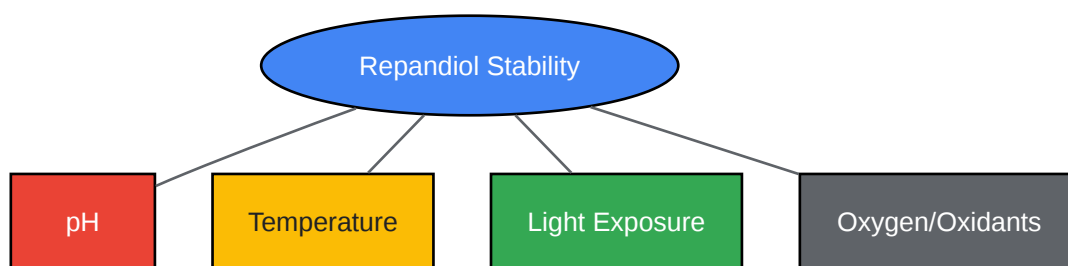 Repandiol Stability
pH
Temperature
Light Exposure
Oxygen/Oxidants